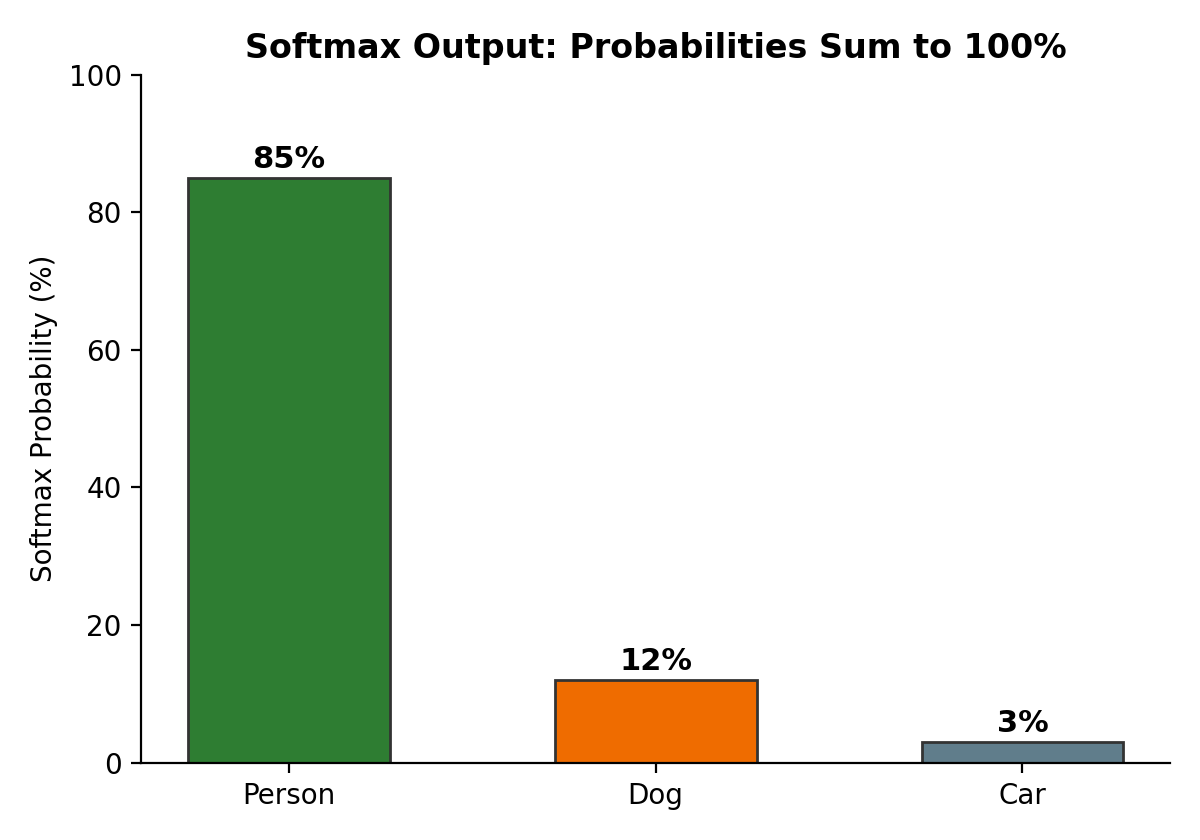 Softmax Output: Probabilities Sum to 100%
Softmax Probability (%)
100
80
60
40
20
0
85%
12%
3%
Person
Dog
Car